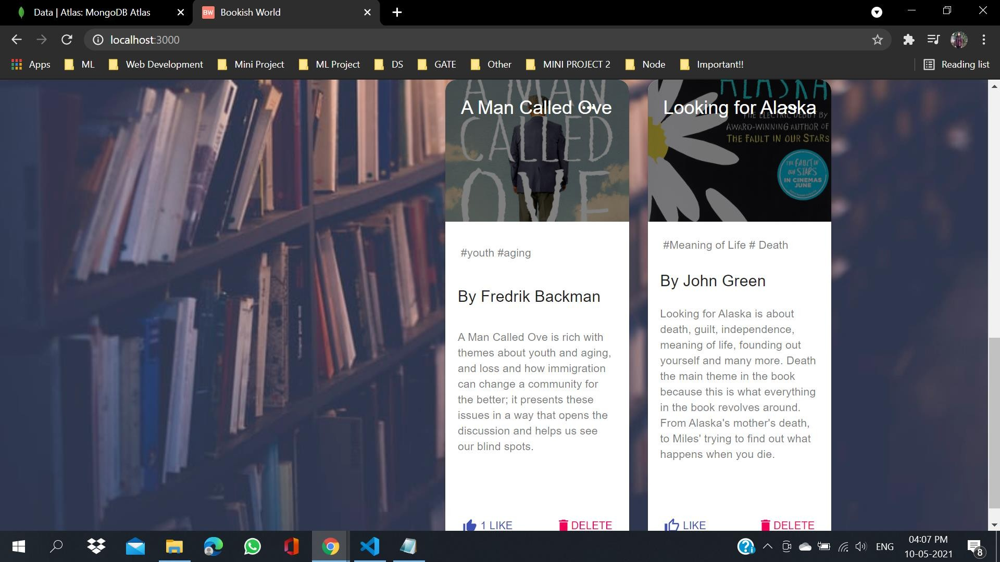 Data | Atlas: MongoDB Atlas
BW Bookish World
localhost:3000
Apps ML Web Development Mini Project ML Project DS GATE Other MINI PROJECT 2 Node Important!! Reading list
A MAN
CALLED
OVE
A Man Called Ove
#youth #aging
By Fredrik Backman
A Man Called Ove is rich with
themes about youth and aging,
and loss and how immigration
can change a community for
the better; it presents these
issues in a way that opens the
discussion and helps us see
our blind spots.
1 LIKE DELETE
ALASKA
Looking for Alaska
THE ELECTRIC DEBUT BY
AWARD-WINNING AUTHOR OF
THE FAULT IN OUR STARS
THE FAULT IN
OUR STARS
IN CINEMAS
JUNE
#Meaning of Life # Death
By John Green
Looking for Alaska is about
death, guilt, independence,
meaning of life, founding out
yourself and many more. Death
the main theme in the book
because this is what everything
in the book revolves around.
From Alaska's mother's death,
to Miles' trying to find out what
happens when you die.
LIKE DELETE
ENG
04:07 PM
10-05-2021
8